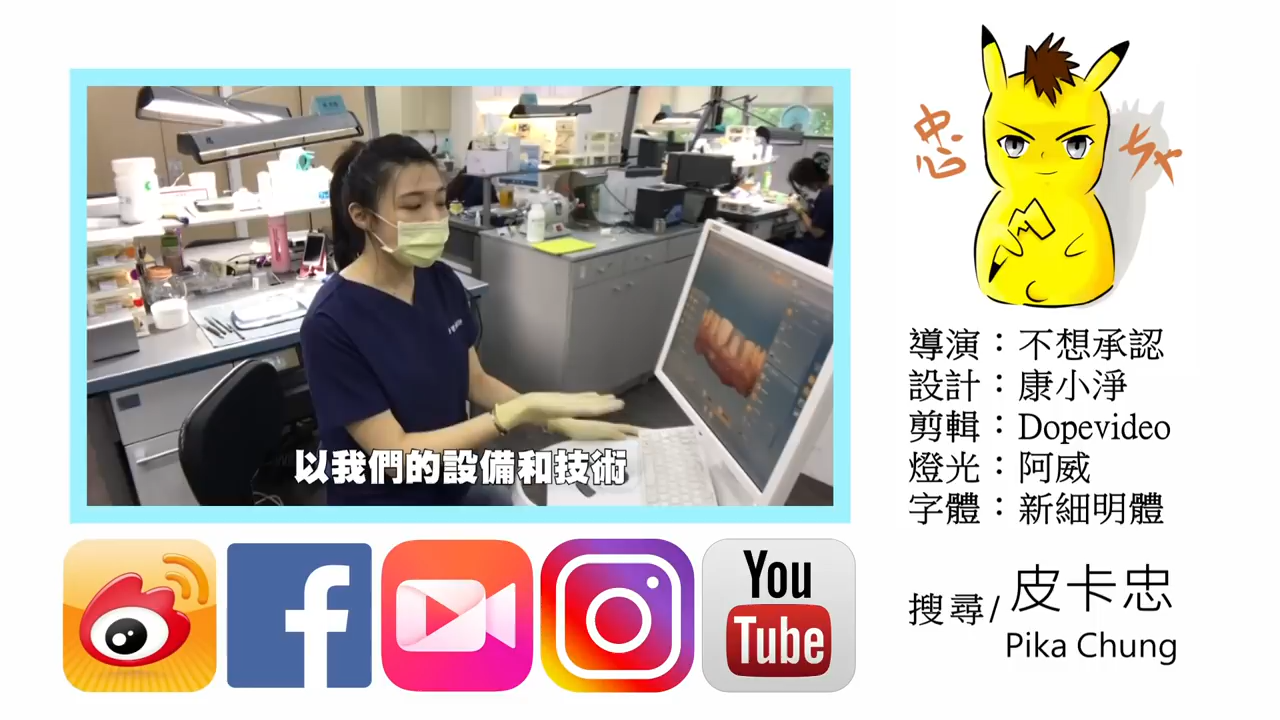 以我們的設備和技術
忠
導演：不想承認
設計：康小淨
剪輯：Dopevideo
燈光：阿威
字體：新細明體
搜尋/皮卡忠
Pika Chung
f
You
Tube